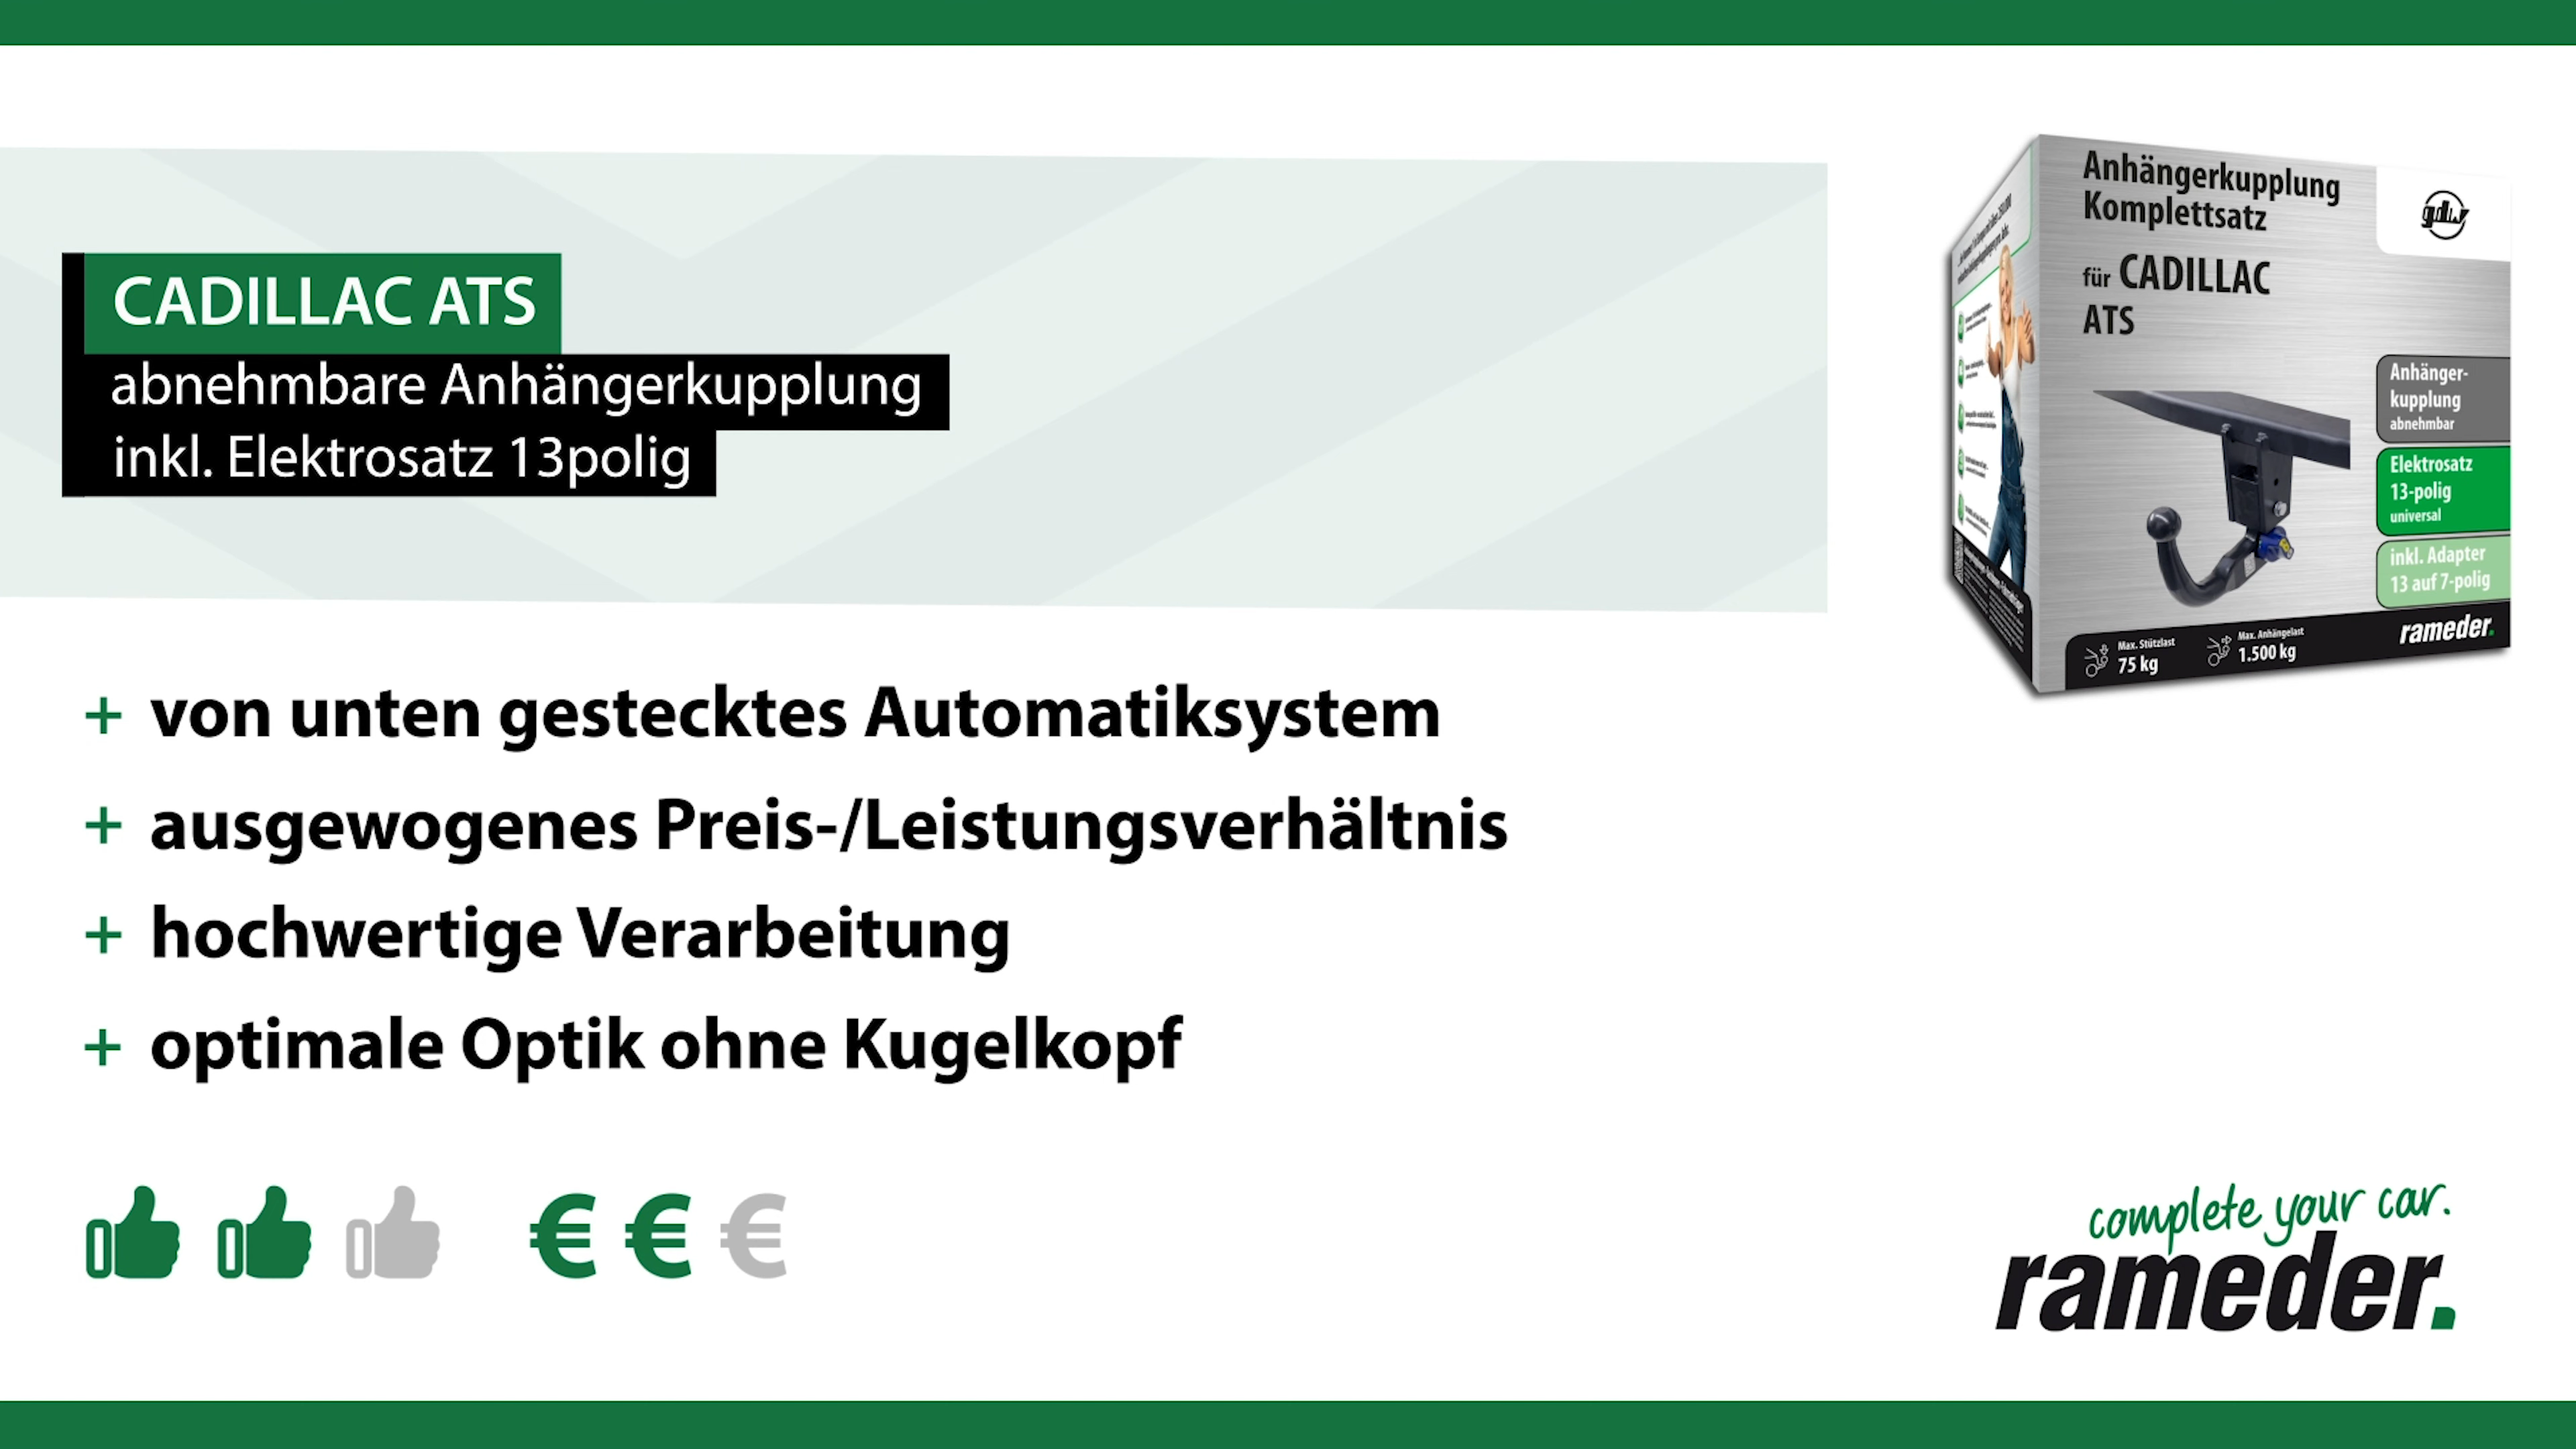 CADILLAC ATS
abnehmbare Anhängerkupplung
inkl. Elektrosatz 13polig
Anhängerkupplung
Komplettsatz
für CADILLAC
ATS
gdw
Anhänger-
kupplung
abnehmbar
Elektrosatz
13-polig
universal
inkl. Adapter
13 auf 7-polig
Max. Stützlast
75 kg
Max. Anhängelast
1.500 kg
rameder.
+ von unten gestecktes Automatiksystem
+ ausgewogenes Preis-/Leistungsverhältnis
+ hochwertige Verarbeitung
+ optimale Optik ohne Kugelkopf
€ € €
complete your car.
rameder.